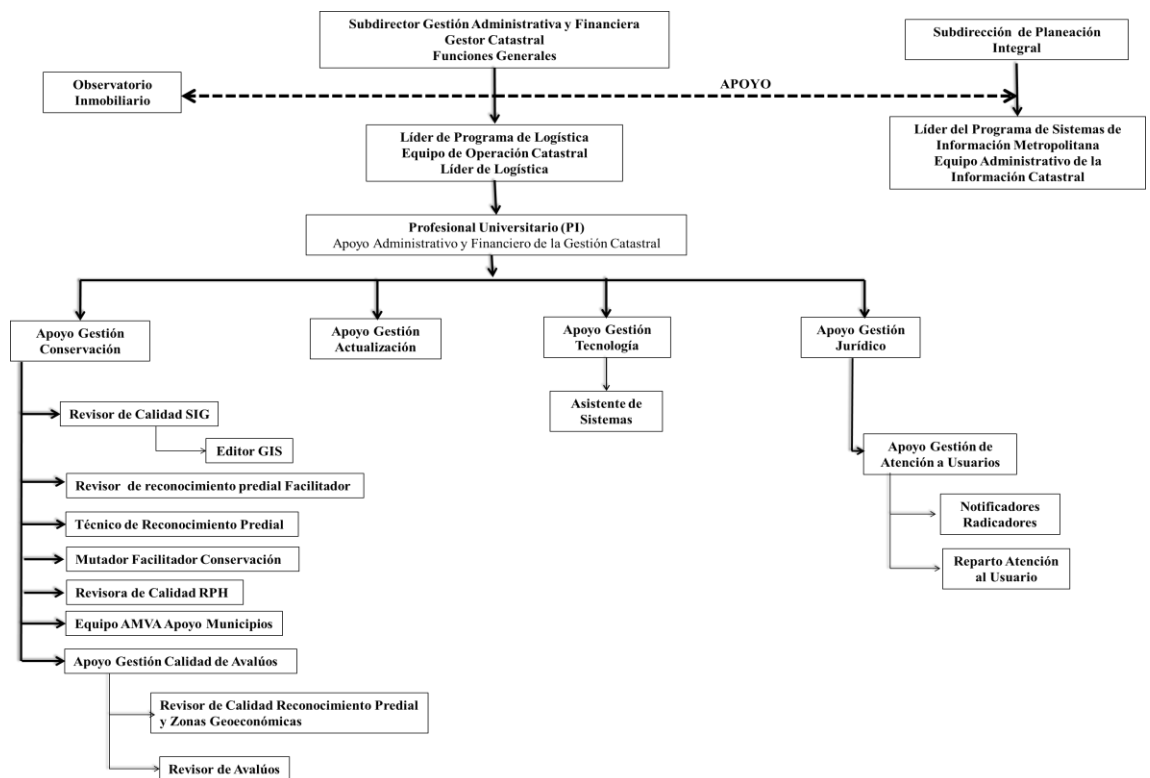 Subdirector Gestión Administrativa y Financiera
Gestor Catastral
Funciones Generales
Subdirección de Planeación
Integral
Observatorio
Inmobiliario
APOYO
Líder de Programa de Logística
Equipo de Operación Catastral
Líder de Logística
Líder del Programa de Sistemas de
Información Metropolitana
Equipo Administrativo de la
Información Catastral
Profesional Universitario (PI)
Apoyo Administrativo y Financiero de la Gestión Catastral
Apoyo Gestión
Conservación
Apoyo Gestión
Actualización
Apoyo Gestión
Tecnología
Apoyo Gestión
Jurídico
Revisor de Calidad SIG
Editor GIS
Revisor de reconocimiento predial Facilitador
Técnico de Reconocimiento Predial
Mutador Facilitador Conservación
Revisora de Calidad RPH
Equipo AMVA Apoyo Municipios
Apoyo Gestión Calidad de Avalúos
Revisor de Calidad Reconocimiento Predial
y Zonas Geoeconómicas
Revisor de Avalúos
Asistente de
Sistemas
Apoyo Gestión de
Atención a Usuarios
Notificadores
Radicadores
Reparto Atención
al Usuario